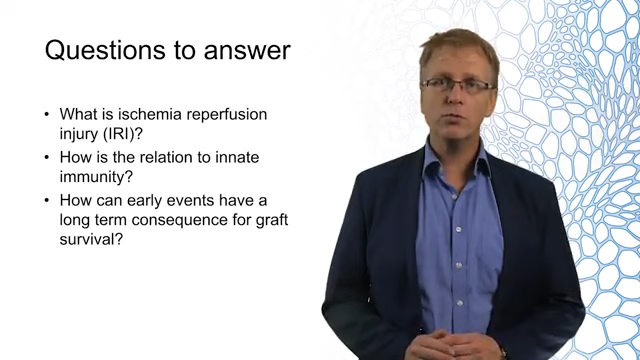 Questions to answer
• What is ischemia reperfusion
injury (IRI)?
• How is the relation to innate
immunity?
• How can early events have a
long term consequence for graft
survival?